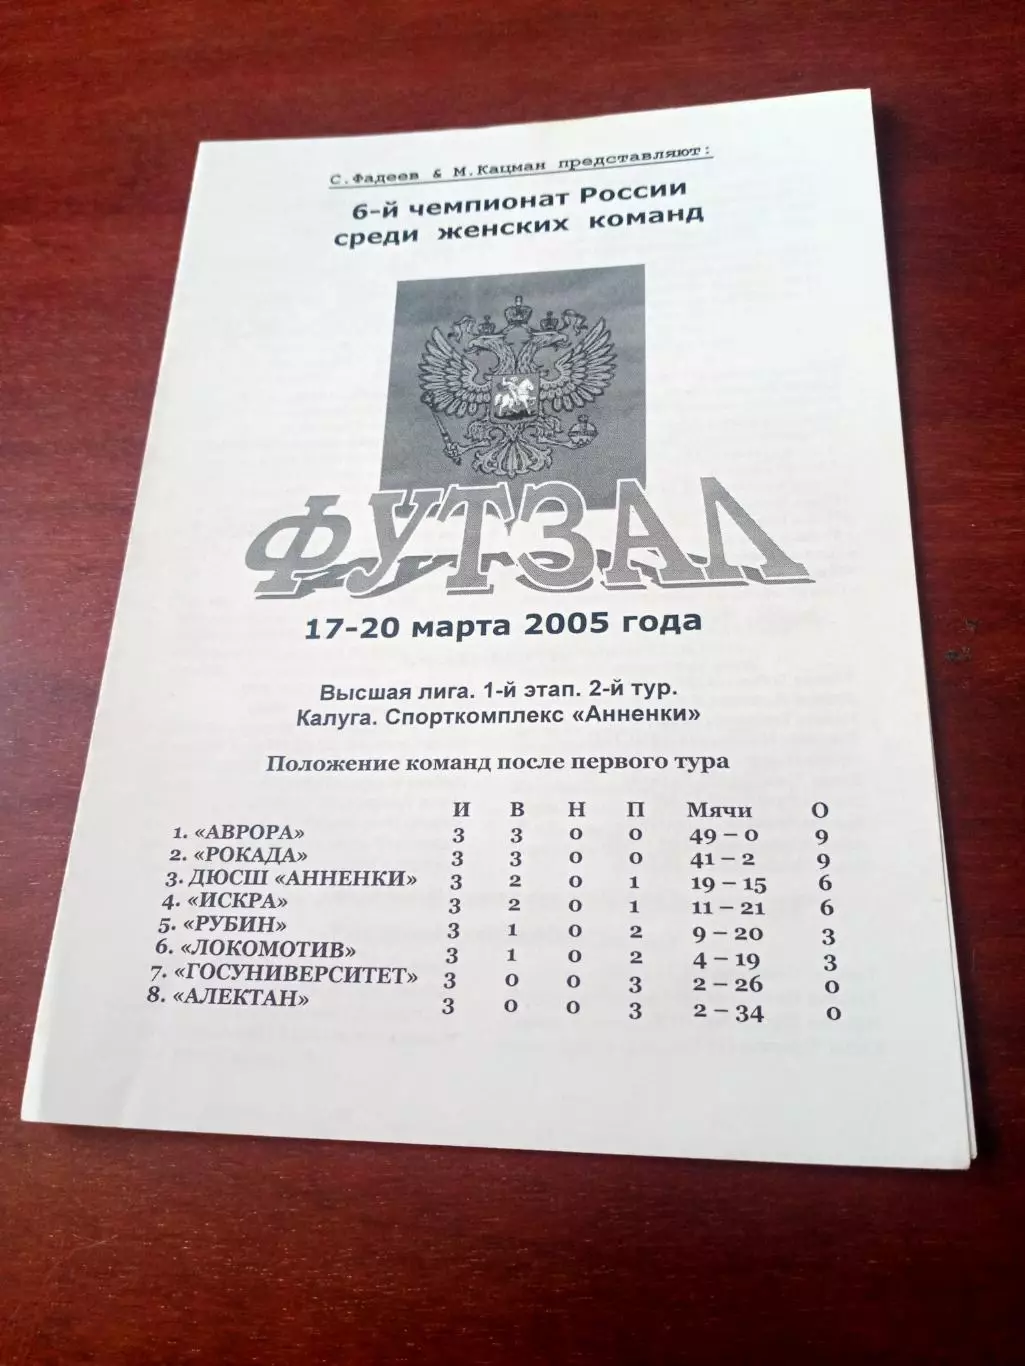 С.Фадеев & М.Кацман представляют:
6-й чемпионат России
среди женских команд
ФУТЗАЛ
17-20 марта 2005 года
Высшая лига. 1-й этап. 2-й тур.
Калуга. Спорткомплекс «Анненки»
Положение команд после первого тура
И В Н П Мячи О
1. «АВРОРА» 3 3 0 0 49 – 0 9
2. «РОКАДА» 3 3 0 0 41 – 2 9
3. ДЮСШ «АННЕНКИ» 3 2 0 1 19 – 15 6
4. «ИСКРА» 3 2 0 1 11 – 21 6
5. «РУБИН» 3 1 0 2 9 – 20 3
6. «ЛОКОМОТИВ» 3 1 0 2 4 – 19 3
7. «ГОСУНИВЕРСИТЕТ» 3 0 0 3 2 – 26 0
8. «АЛЕКТАН» 3 0 0 3 2 – 34 0